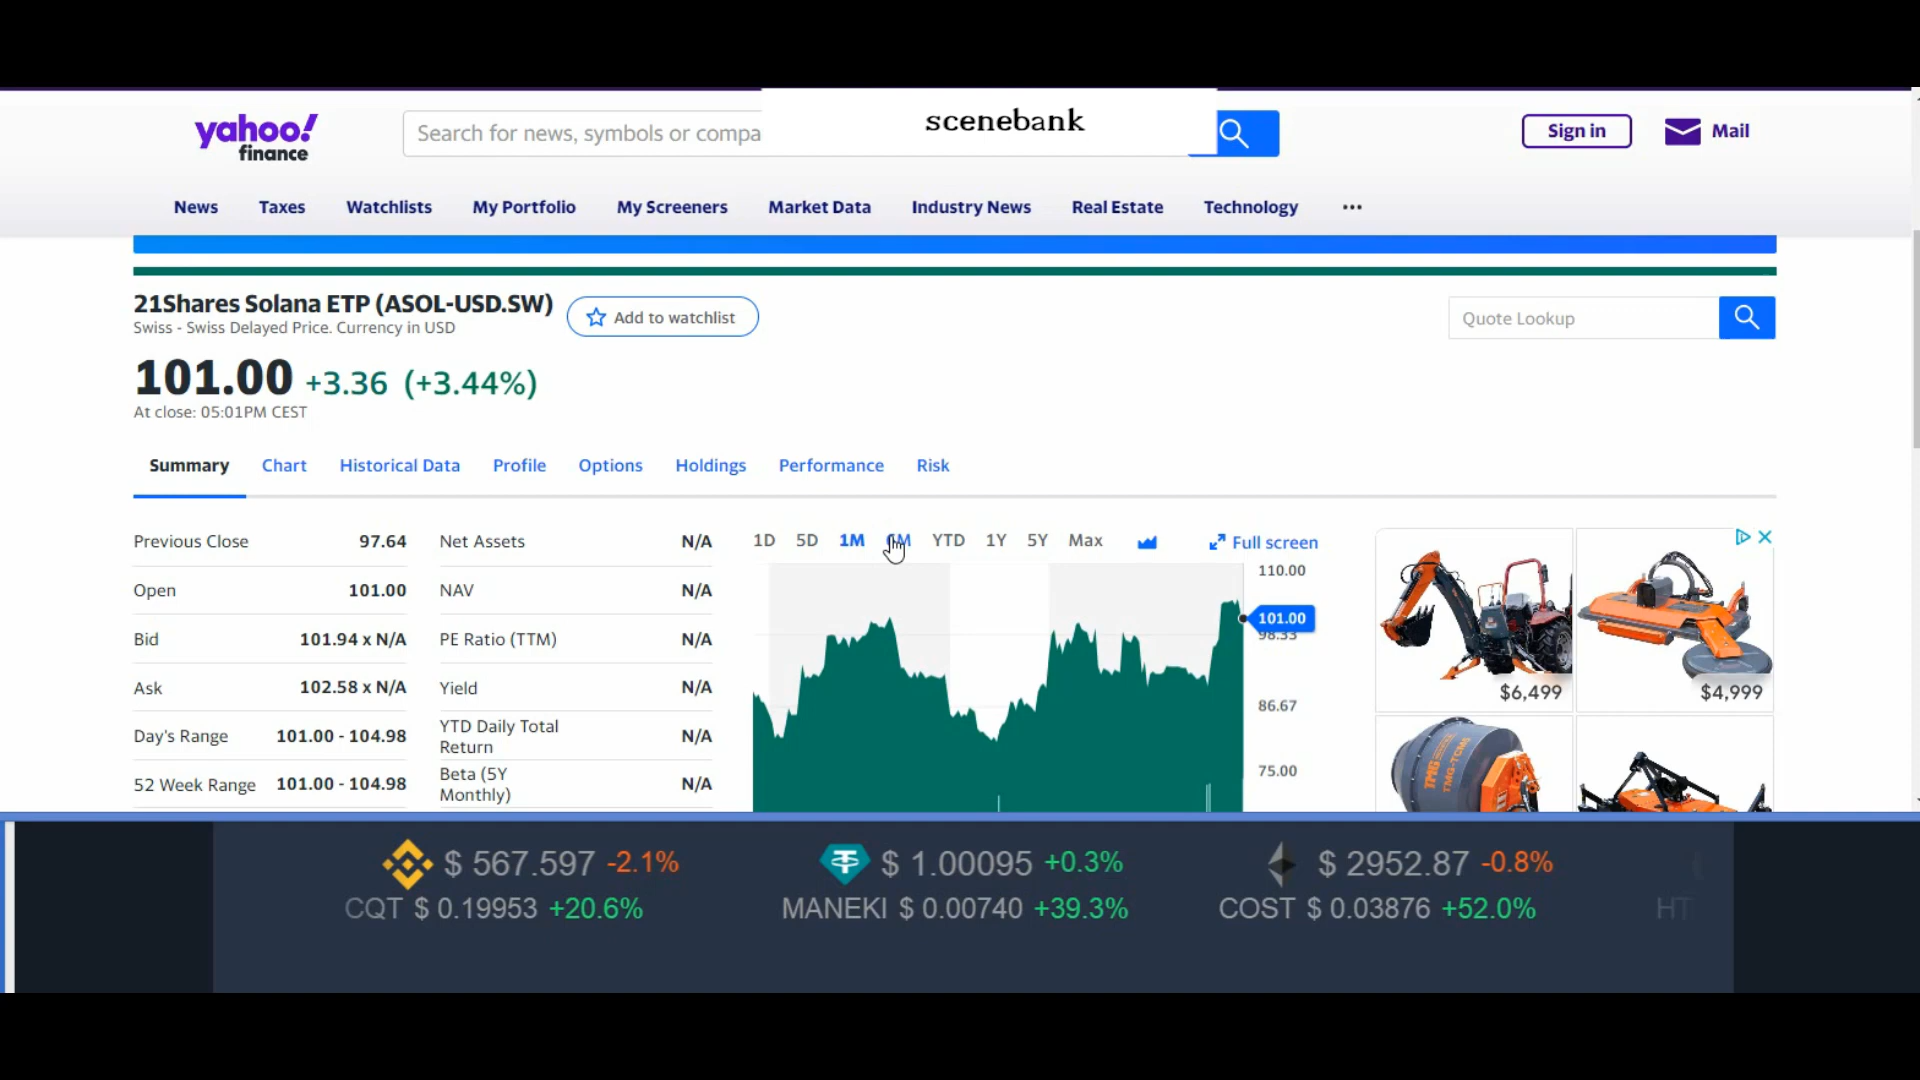 yahoo!
finance
Search for news, symbols or compa
scenebank
Sign in
Mail
News Taxes Watchlists My Portfolio My Screeners Market Data Industry News Real Estate Technology ...
21Shares Solana ETP (ASOL-USD.SW)
Add to watchlist
Quote Lookup
Swiss - Swiss Delayed Price. Currency in USD
101.00 +3.36 (+3.44%)
At close: 05:01PM CEST
Summary Chart Historical Data Profile Options Holdings Performance Risk
1D 5D 1M 6M YTD 1Y 5Y Max Full screen
Previous Close 97.64 Net Assets N/A
Open 101.00 NAV N/A
Bid 101.94 x N/A PE Ratio (TTM) N/A
Ask 102.58 x N/A Yield N/A
Day's Range 101.00 - 104.98 YTD Daily Total
Return N/A
52 Week Range 101.00 - 104.98 Beta (5Y
Monthly) N/A
110.00
101.00
98.33
86.67
75.00
$6,499 $4,999
TMG INDUSTRIAL
TMG-TCM5
$ 567.597 -2.1% $ 1.00095 +0.3% $ 2952.87 -0.8%
CQT $ 0.19953 +20.6% MANEKI $ 0.00740 +39.3% COST $ 0.03876 +52.0% HT